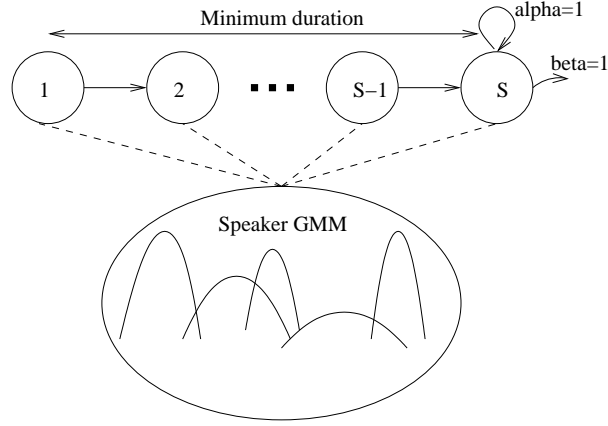 Minimum duration
alpha=1
beta=1
1
2
S−1
S
Speaker GMM